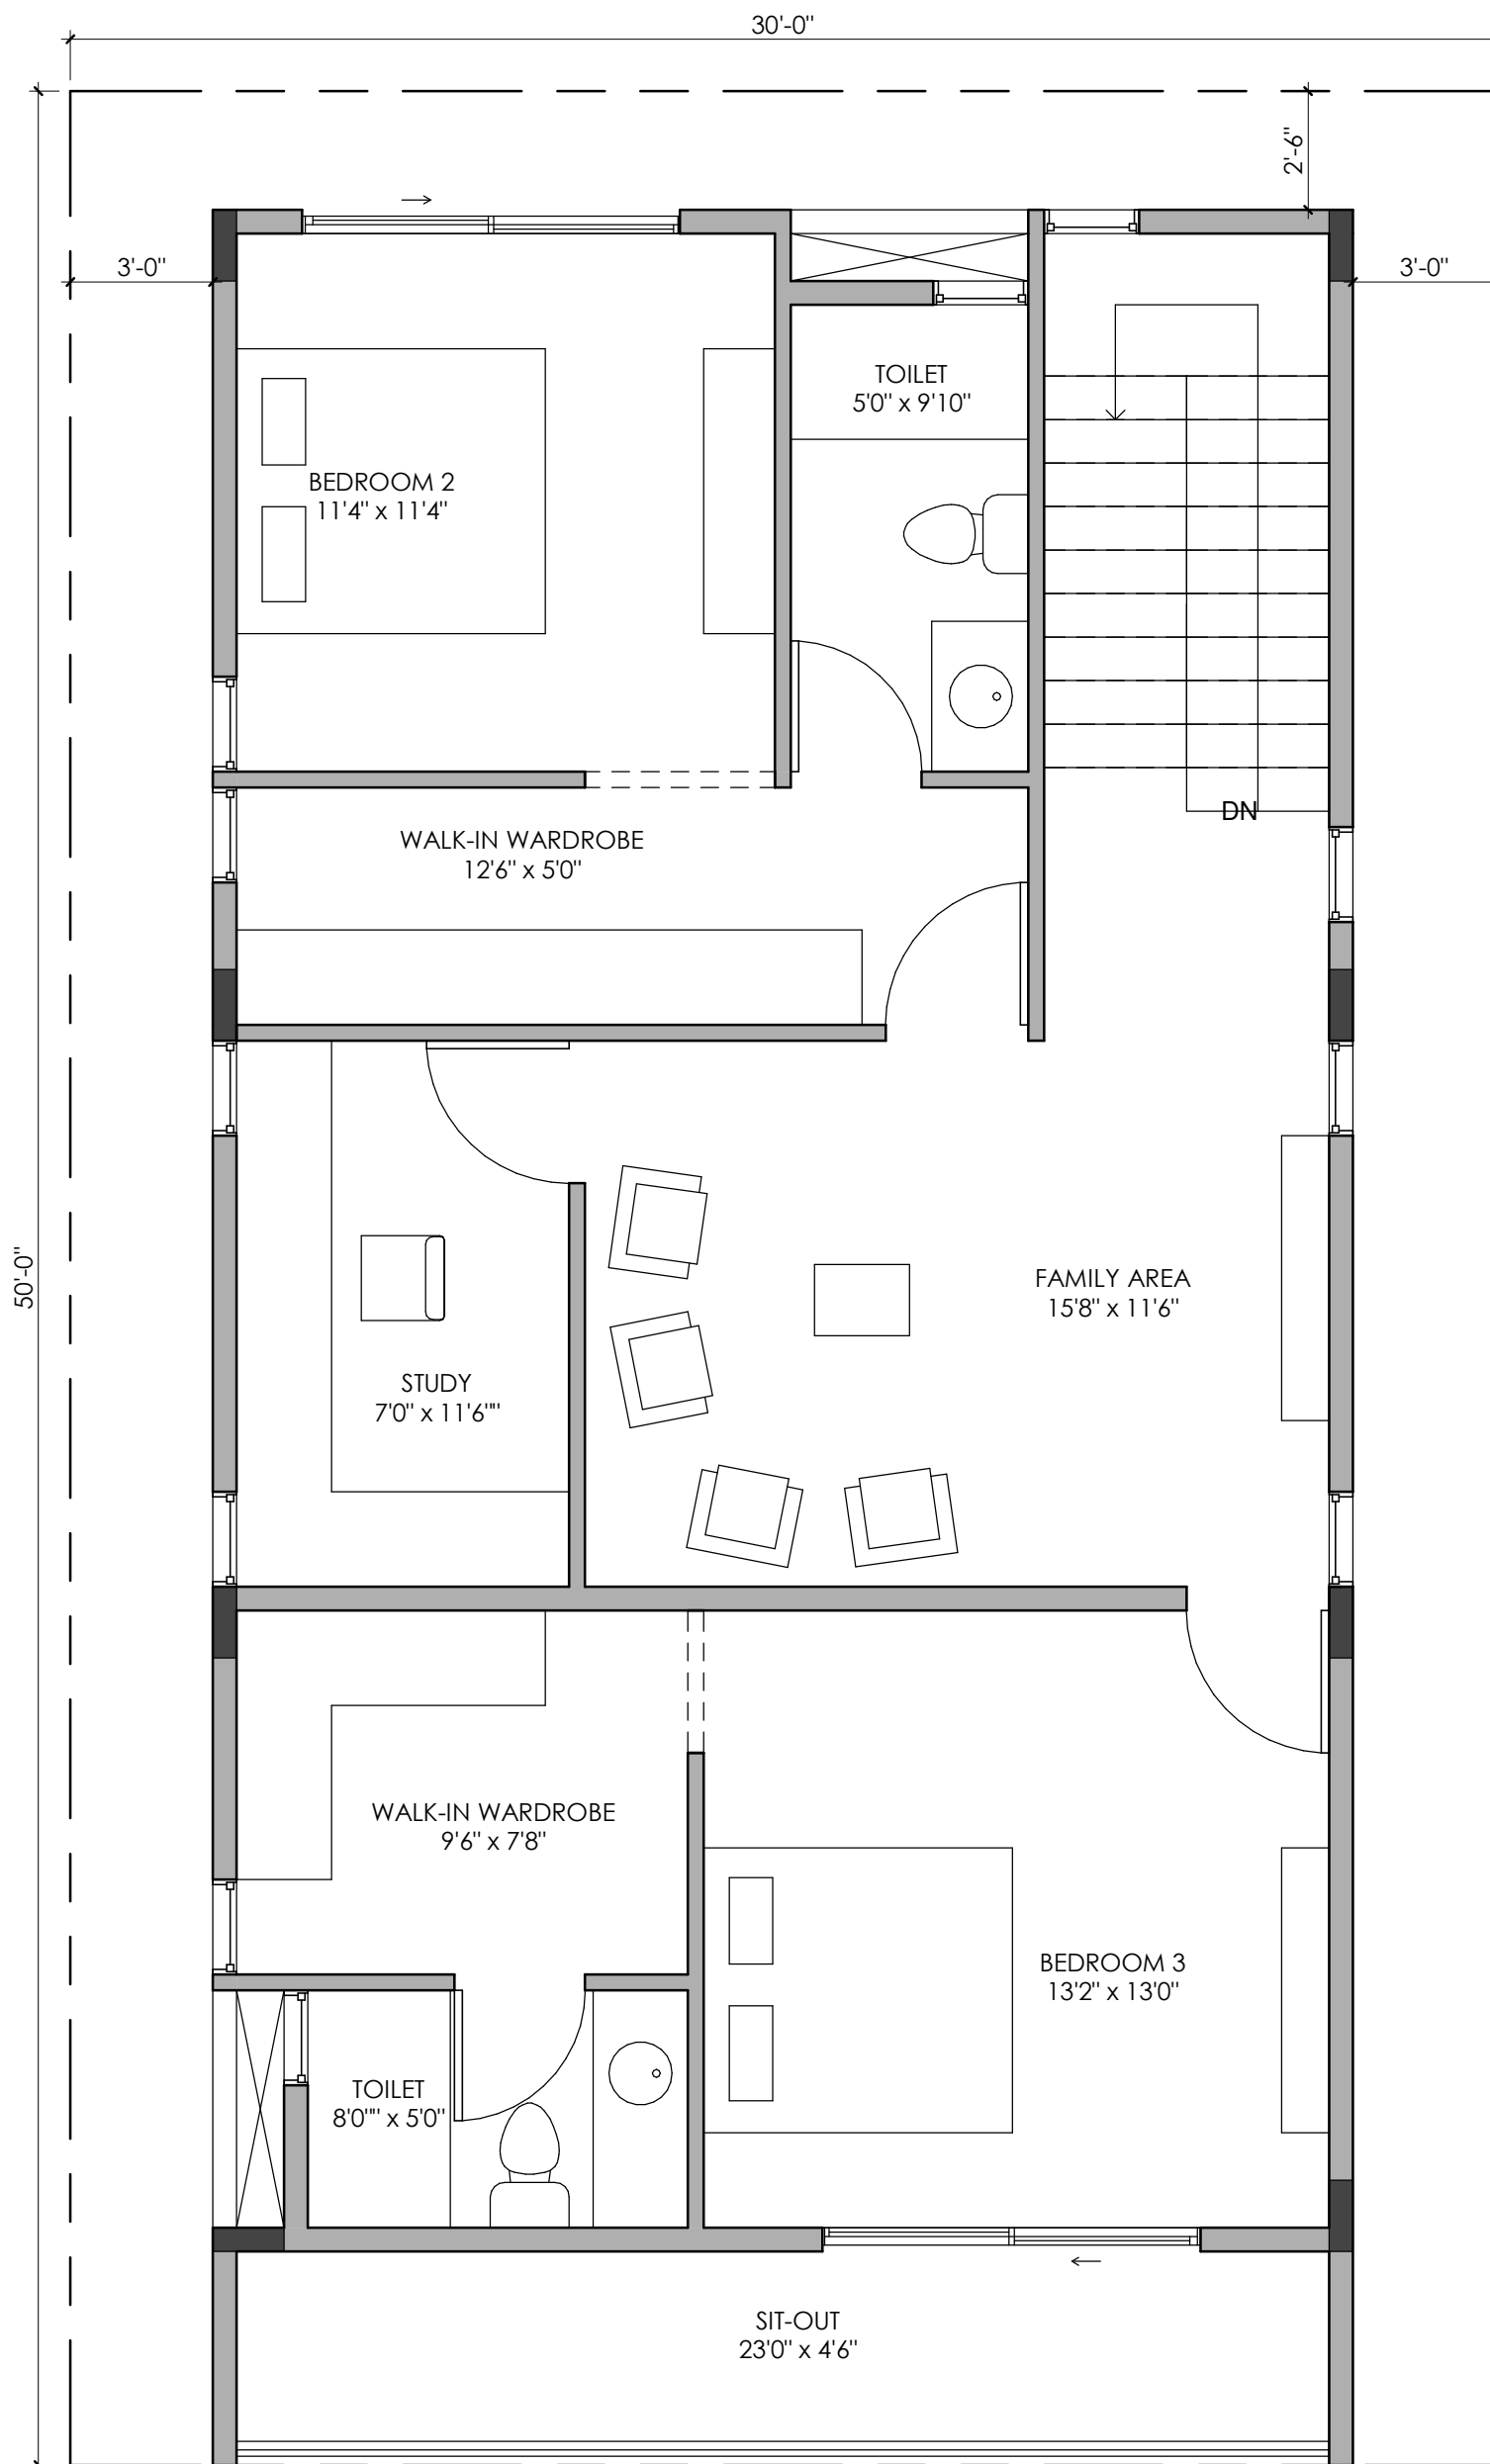 30'-0"
2'-6"
3'-0"
3'-0"
TOILET
5'0" x 9'10"
BEDROOM 2
11'4" x 11'4"
DN
WALK-IN WARDROBE
12'6" x 5'0"
50'-0"
FAMILY AREA
15'8" x 11'6"
STUDY
7'0" x 11'6""
WALK-IN WARDROBE
9'6" x 7'8"
BEDROOM 3
13'2" x 13'0"
TOILET
8'0"" x 5'0"
SIT-OUT
23'0" x 4'6"